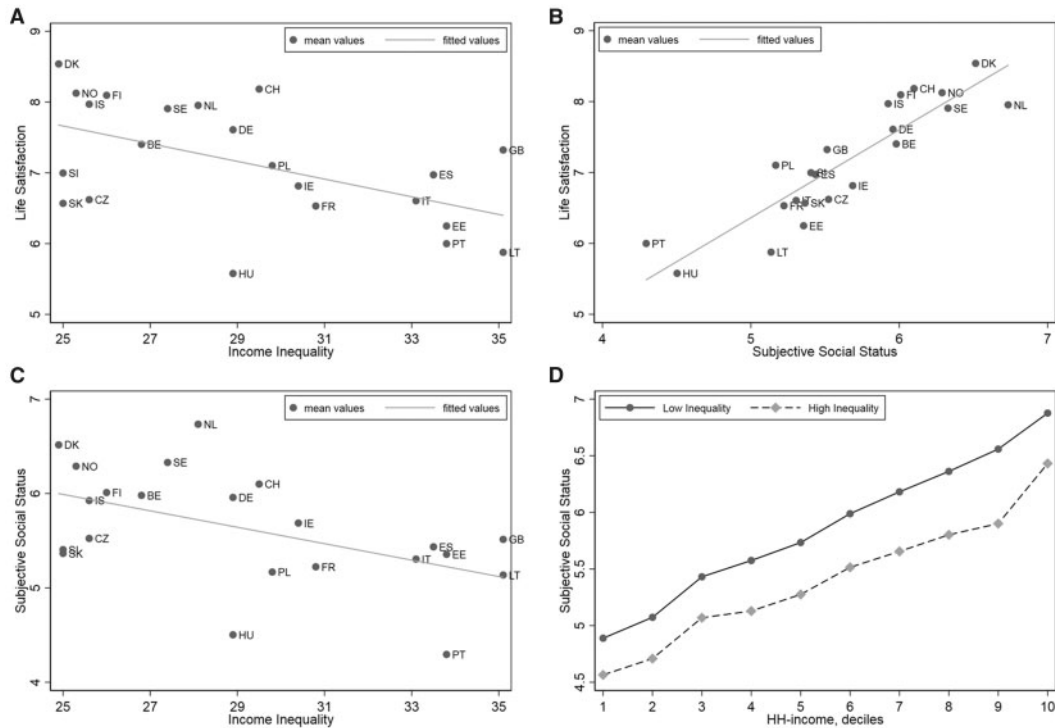 A
mean values fitted values
9
8
7
6
5
Life Satisfaction
DK
NO
FI
IS
SE
NL
CH
DE
BE
SI
CZ
SK
PL
IE
FR
HU
ES
IT
EE
PT
GB
LT
25 27 29 31 33 35
Income Inequality
B
mean values fitted values
9
8
7
6
5
Life Satisfaction
DK
CH
FI
NO
IS
SE
NL
DE
BE
GB
PL
SI
ES
IE
IT
SK
CZ
FR
EE
PT
LT
HU
4 5 6 7
Subjective Social Status
C
mean values fitted values
7
6
5
4
Subjective Social Status
NL
DK
NO
SE
FI
IS
BE
CH
DE
CZ
SI
SK
IE
PL
FR
HU
ES
IT
EE
GB
LT
PT
25 27 29 31 33 35
Income Inequality
D
Low Inequality High Inequality
7
6.5
6
5.5
5
4.5
Subjective Social Status
1 2 3 4 5 6 7 8 9 10
HH-income, deciles